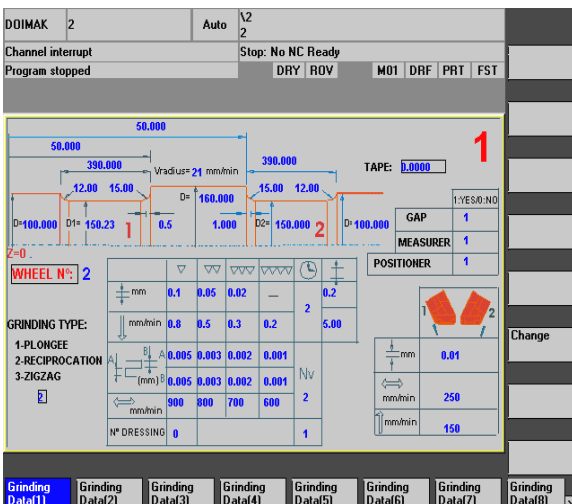 DOIMAK 2 Auto \2
2
Channel interrupt Stop: No NC Ready
Program stopped DRY ROV M01 DRF PRT FST
50.000
50.000
390.000 Vradius= 21 mm/min 390.000 TAPE: 0.0000 1
12.00 15.00 D= 160.000 15.00 12.00
1:YES/0:NO
D=100.000 D1= 150.23 1 0.5 1.000 D2= 150.000 2 D=100.000 GAP 1
MEASURER 1
Z=0 POSITIONER 1
WHEEL Nº: 2
mm 0.1 0.05 0.02 — 2 0.2
GRINDING TYPE: mm/min 0.8 0.5 0.3 0.2 5.00 1 2
1-PLONGEE
2-RECIPROCATION A B A 0.005 0.003 0.002 0.001 mm 0.01
3-ZIGZAG (mm) B 0.005 0.003 0.002 0.001 Nv
2 mm/min 900 800 700 600 2 mm/min 250
Nº DRESSING 0 1 mm/min 150
Change
Grinding Data(1) Grinding Data(2) Grinding Data(3) Grinding Data(4) Grinding Data(5) Grinding Data(6) Grinding Data(7) Grinding Data(8)